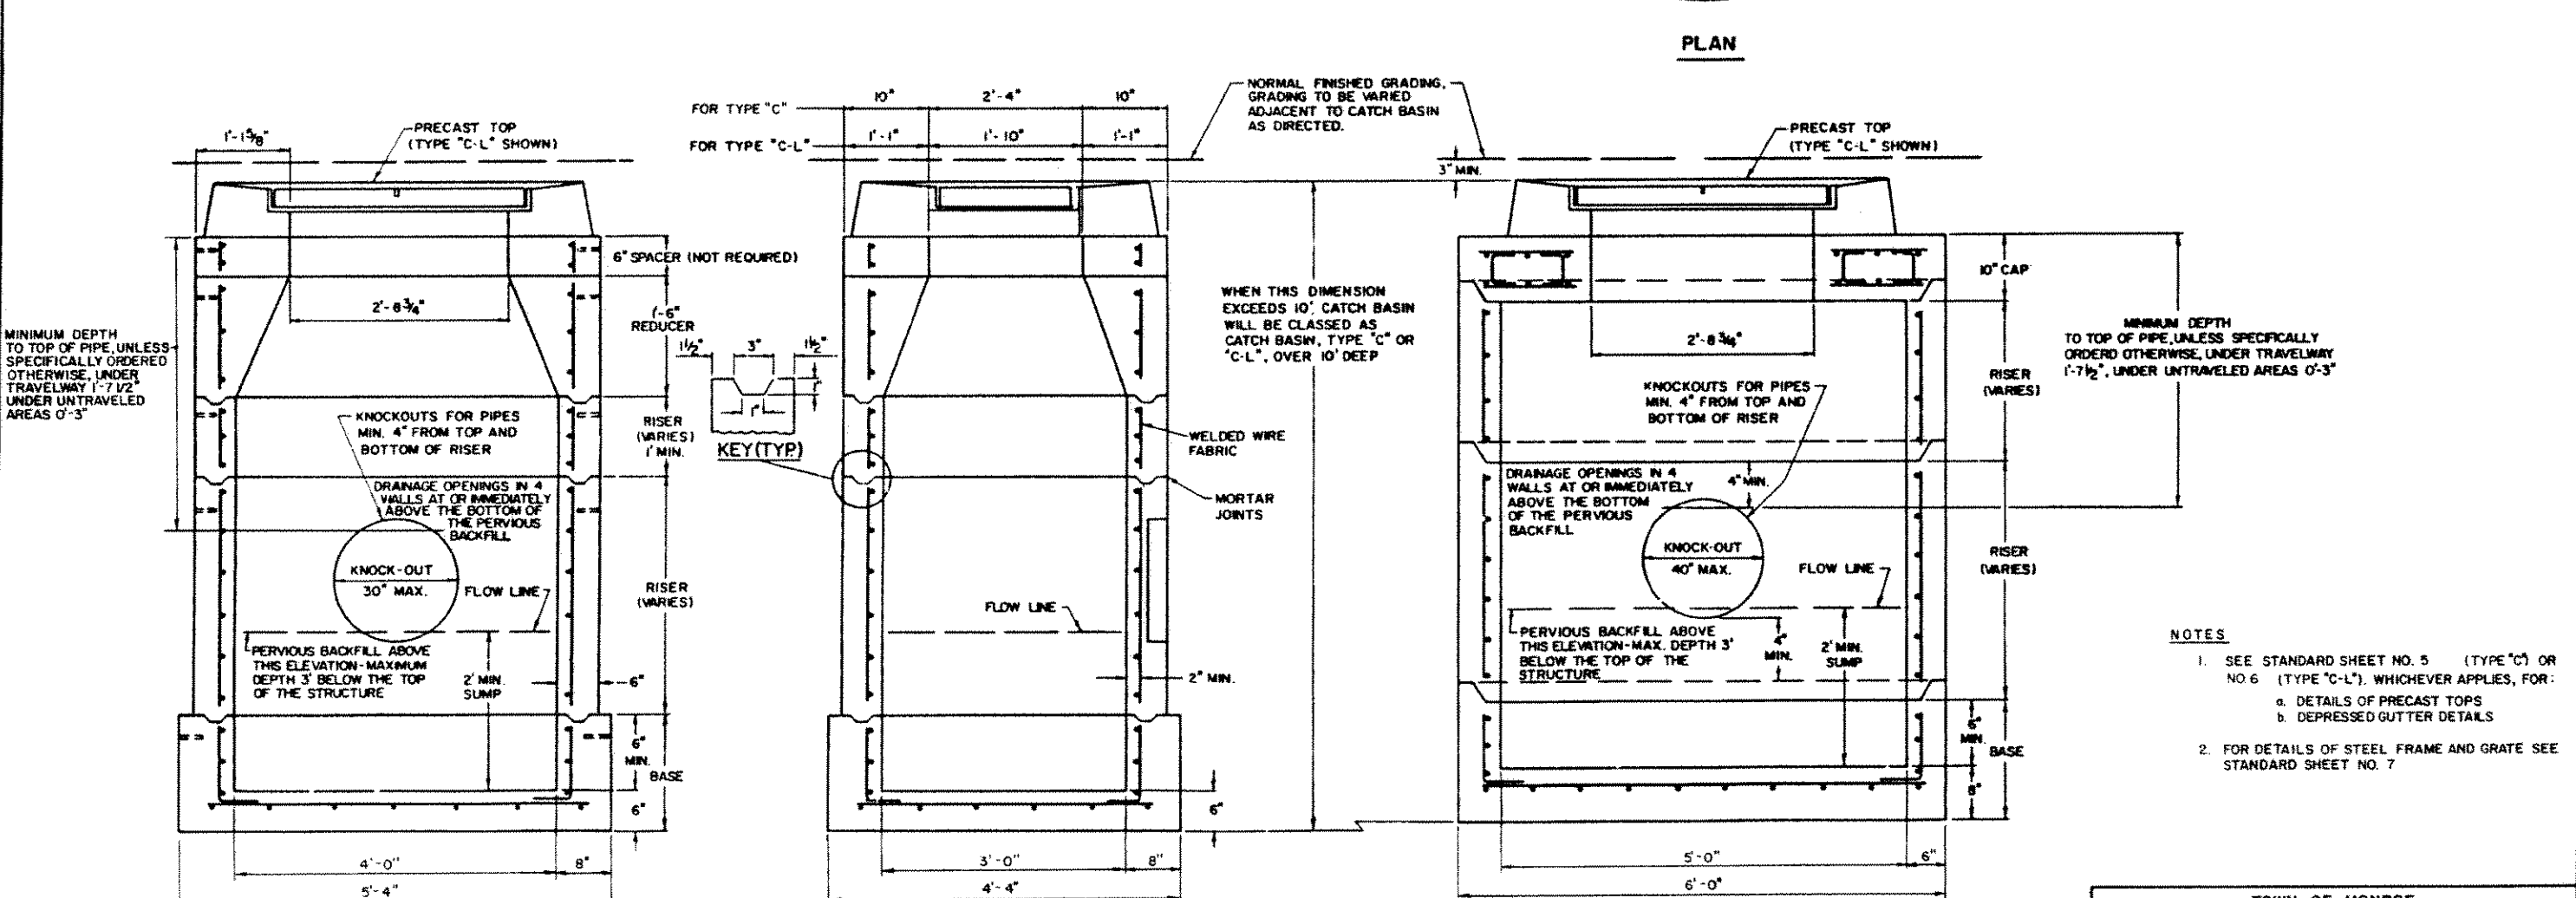 PLAN
1'-1 5/8"
PRECAST TOP
(TYPE "C-L" SHOWN)
6" SPACER (NOT REQUIRED)
2'-8 3/4"
1'-6"
REDUCER
MINIMUM DEPTH
TO TOP OF PIPE, UNLESS
SPECIFICALLY ORDERED
OTHERWISE, UNDER
TRAVELWAY 1'-7 1/2"
UNDER UNTRAVELED
AREAS 0'-3"
KNOCKOUTS FOR PIPES
MIN. 4" FROM TOP AND
BOTTOM OF RISER
RISER
(VARIES)
1' MIN.
DRAINAGE OPENINGS IN 4
WALLS AT OR IMMEDIATELY
ABOVE THE BOTTOM OF
THE PERVIOUS
BACKFILL
KNOCK-OUT
30" MAX.
FLOW LINE
RISER
(VARIES)
PERVIOUS BACKFILL ABOVE
THIS ELEVATION-MAXIMUM
DEPTH 3' BELOW THE TOP
OF THE STRUCTURE
2' MIN.
SUMP
6"
6"
MIN.
BASE
6"
4'-0"
8"
5'-4"
1 1/2"
3"
1 1/2"
1"
1"
KEY (TYP.)
FOR TYPE "C"
10"
2'-4"
10"
FOR TYPE "C-L"
1'-1"
1'-10"
1'-1"
NORMAL FINISHED GRADING,
GRADING TO BE VARIED
ADJACENT TO CATCH BASIN
AS DIRECTED.
WHEN THIS DIMENSION
EXCEEDS 10', CATCH BASIN
WILL BE CLASSED AS
CATCH BASIN, TYPE "C" OR
"C-L", OVER 10' DEEP
WELDED WIRE
FABRIC
MORTAR
JOINTS
FLOW LINE
2" MIN.
6"
3'-0"
8"
4'-4"
3" MIN.
PRECAST TOP
(TYPE "C-L" SHOWN)
10" CAP
2'-8 3/4"
MINIMUM DEPTH
TO TOP OF PIPE, UNLESS SPECIFICALLY
ORDERD OTHERWISE, UNDER TRAVELWAY
1'-7 1/2", UNDER UNTRAVELED AREAS 0'-3"
KNOCKOUTS FOR PIPES
MIN. 4" FROM TOP AND
BOTTOM OF RISER
RISER
(VARIES)
DRAINAGE OPENINGS IN 4
WALLS AT OR IMMEDIATELY
ABOVE THE BOTTOM
OF THE PERVIOUS
BACKFILL
4" MIN.
KNOCK-OUT
40" MAX.
FLOW LINE
RISER
(VARIES)
PERVIOUS BACKFILL ABOVE
THIS ELEVATION-MAX. DEPTH 3'
BELOW THE TOP OF THE
STRUCTURE
4"
MIN.
2' MIN.
SUMP
6"
MIN.
BASE
8"
5'-0"
6"
6'-0"
NOTES
1. SEE STANDARD SHEET NO. 5 (TYPE "C") OR
NO. 6 (TYPE "C-L"), WHICHEVER APPLIES, FOR:
a. DETAILS OF PRECAST TOPS
b. DEPRESSED GUTTER DETAILS
2. FOR DETAILS OF STEEL FRAME AND GRATE SEE
STANDARD SHEET NO. 7
TOWN OF MONROE